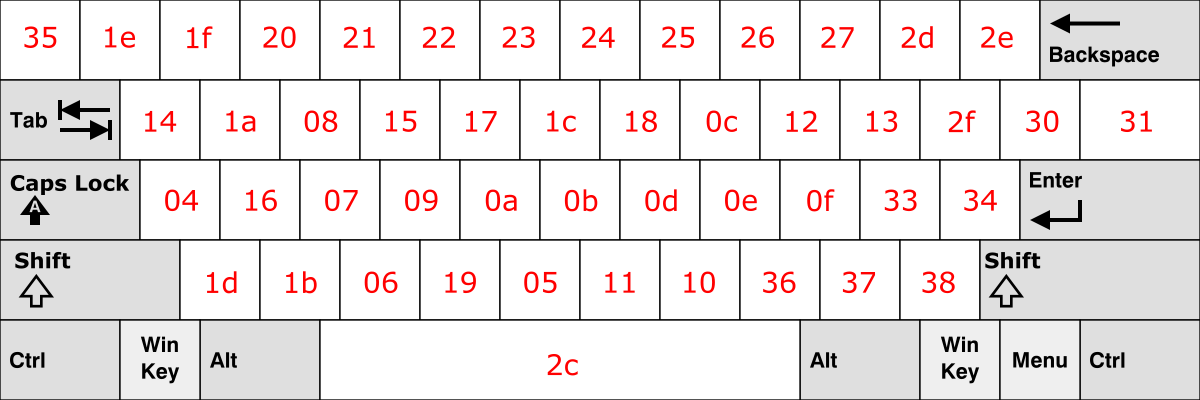 35 1e 1f 20 21 22 23 24 25 26 27 2d 2e Backspace
Tab 14 1a 08 15 17 1c 18 0c 12 13 2f 30 31
Caps Lock A 04 16 07 09 0a 0b 0d 0e 0f 33 34 Enter
Shift 1d 1b 06 19 05 11 10 36 37 38 Shift
Ctrl Win Key Alt 2c Alt Win Key Menu Ctrl